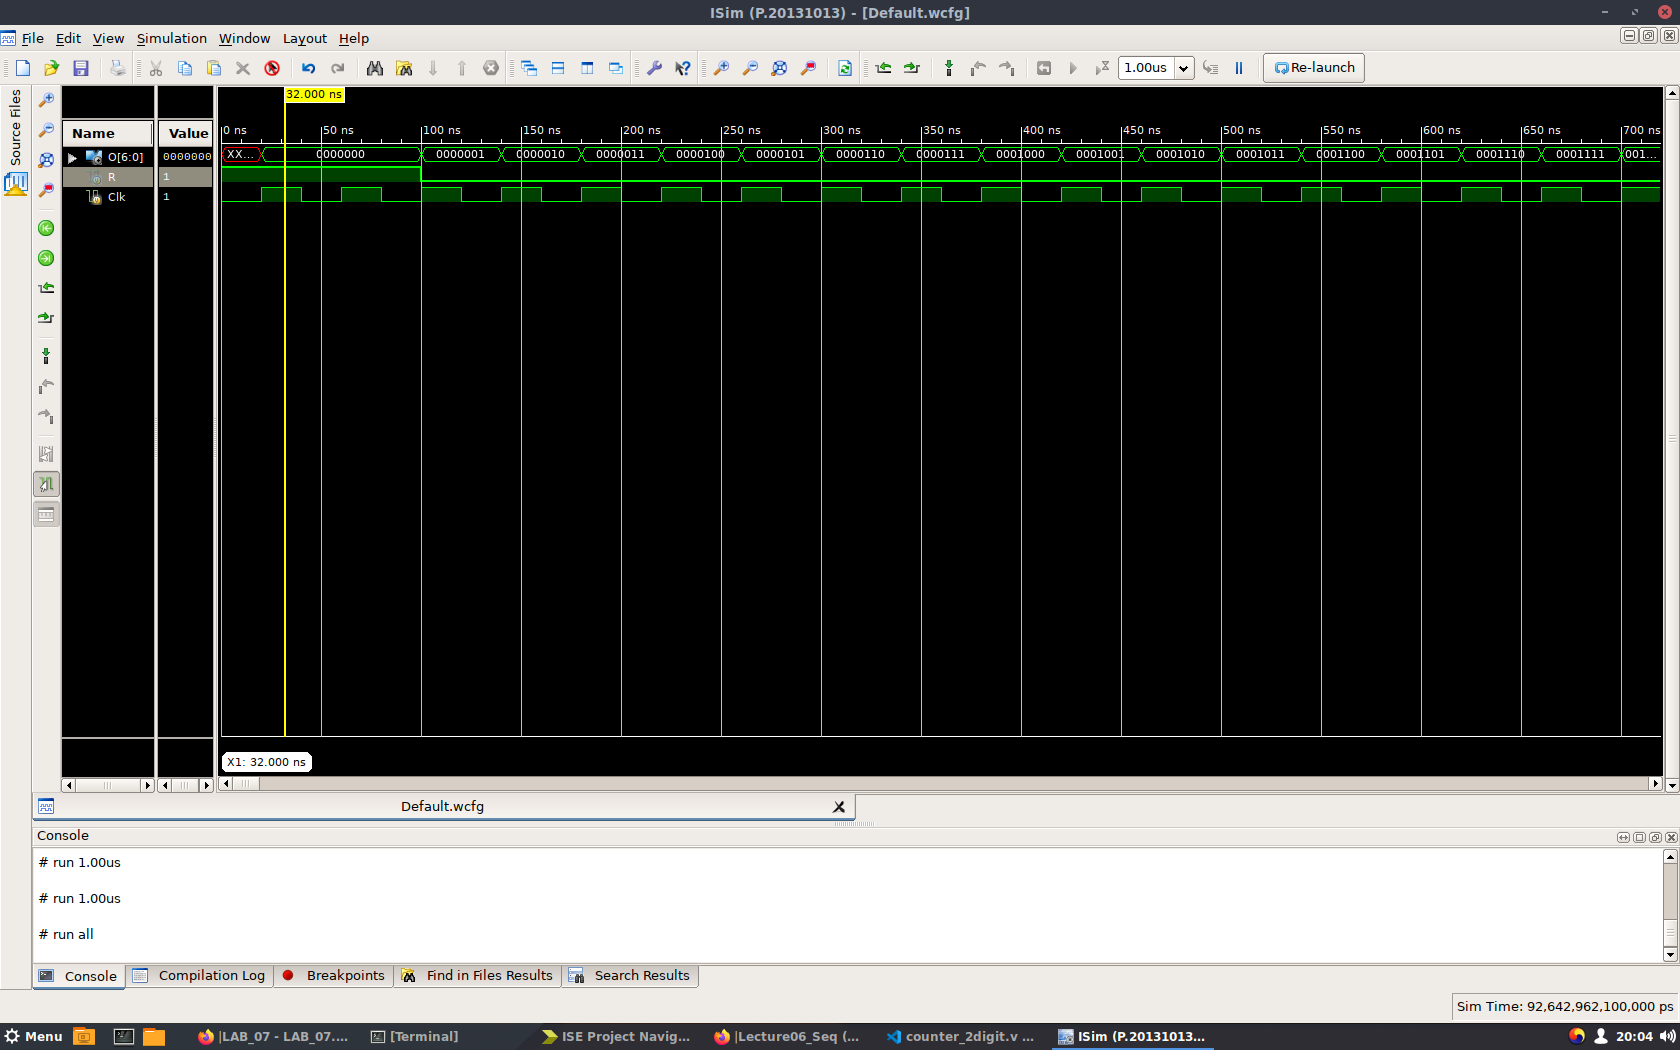 ISim (P.20131013) - [Default.wcfg]
File Edit View Simulation Window Layout Help
1.00us
Re-launch
Source Files
32.000 ns
Name Value
0 ns 50 ns 100 ns 150 ns 200 ns 250 ns 300 ns 350 ns 400 ns 450 ns 500 ns 550 ns 600 ns 650 ns 700 ns
O[6:0] 0000000 XX... 0000000 0000001 0000010 0000011 0000100 0000101 0000110 0000111 0001000 0001001 0001010 0001011 0001100 0001101 0001110 0001111 001...
R 1
Clk 1
X1: 32.000 ns
Default.wcfg
Console
# run 1.00us
# run 1.00us
# run all
Console Compilation Log Breakpoints Find in Files Results Search Results
Sim Time: 92,642,962,100,000 ps
Menu |LAB_07 - LAB_07.... [Terminal] ISE Project Navig... |Lecture06_Seq (... counter_2digit.v ... ISim (P.20131013... 20:04